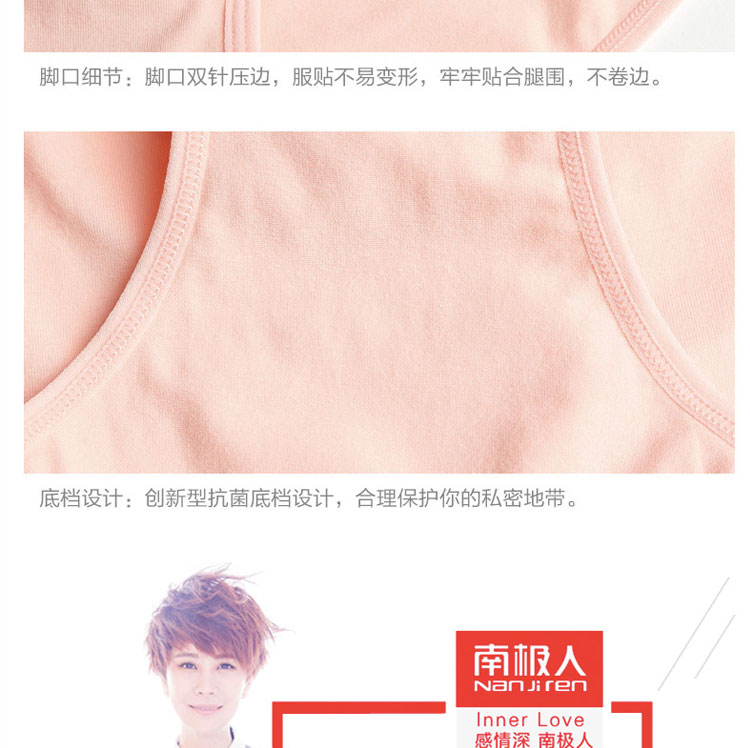 脚口细节：脚口双针压边，服贴不易变形，牢牢贴合腿围，不卷边。
底档设计：创新型抗菌底档设计，合理保护你的私密地带。
南极人
Nanjiren
Inner Love
感情深 南极人